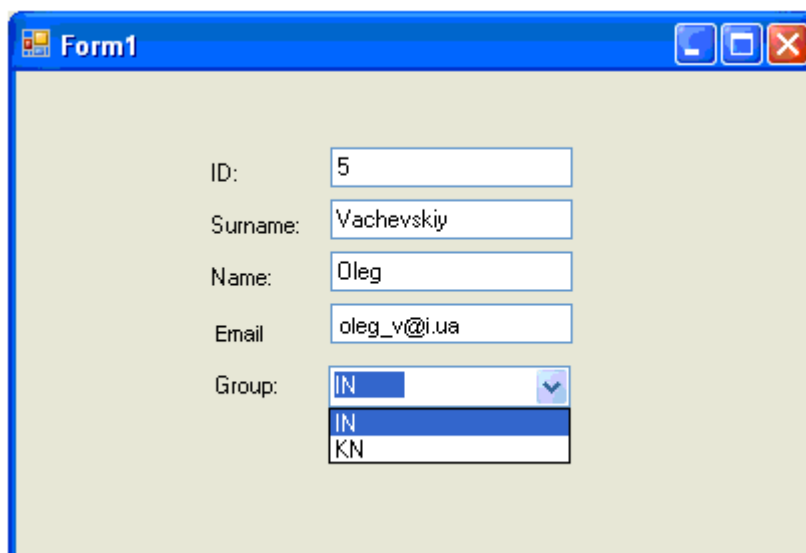 Form1
ID: 5
Surname: Vachevskiy
Name: Oleg
Email oleg_v@i.ua
Group: IN
IN
KN